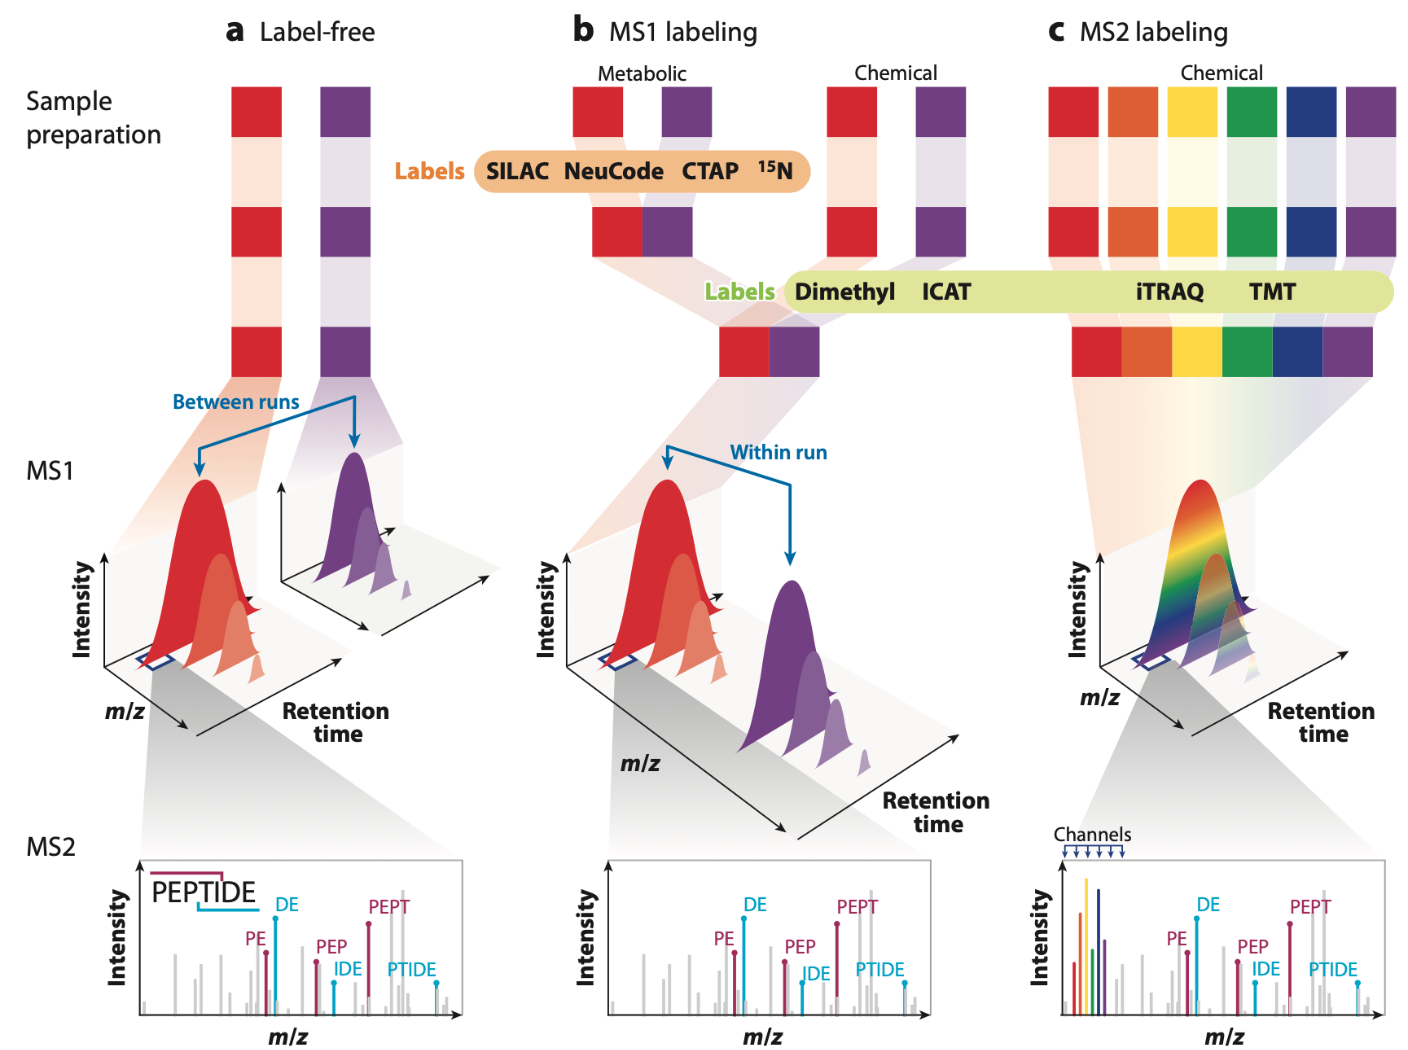 a Label-free
b MS1 labeling
c MS2 labeling
Metabolic
Chemical
Chemical
Sample
preparation
Labels SILAC NeuCode CTAP ¹⁵N
Labels Dimethyl ICAT iTRAQ TMT
Between runs
Within run
MS1
Intensity
m/z
Retention
time
Intensity
m/z
Retention
time
Intensity
m/z
Retention
time
MS2
Intensity
PEPTIDE
PE
DE
PEP
IDE
PEPT
PTIDE
m/z
Intensity
PE
DE
PEP
IDE
PEPT
PTIDE
m/z
Channels
Intensity
PE
DE
PEP
IDE
PEPT
PTIDE
m/z